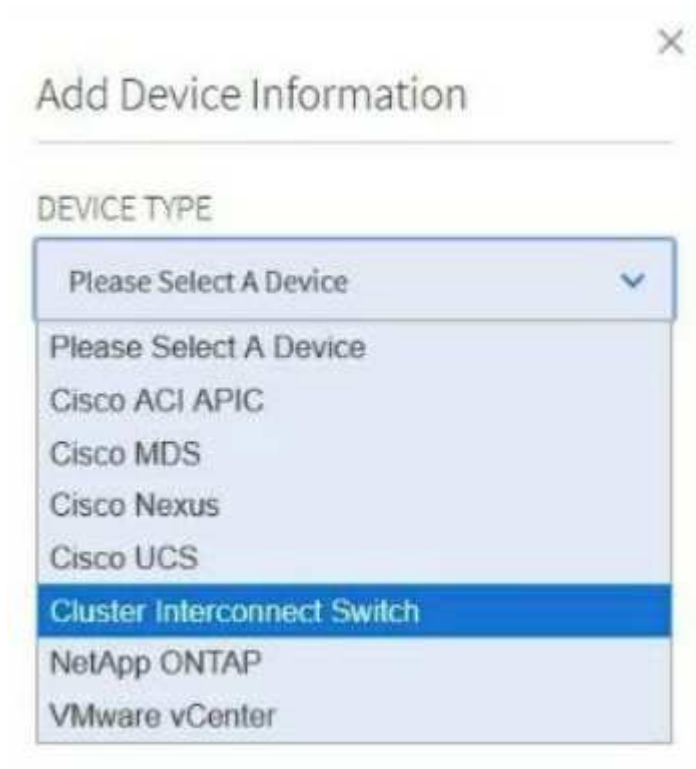 Add Device Information
DEVICE TYPE
Please Select A Device
Please Select A Device
Cisco ACI APIC
Cisco MDS
Cisco Nexus
Cisco UCS
Cluster Interconnect Switch
NetApp ONTAP
VMware vCenter